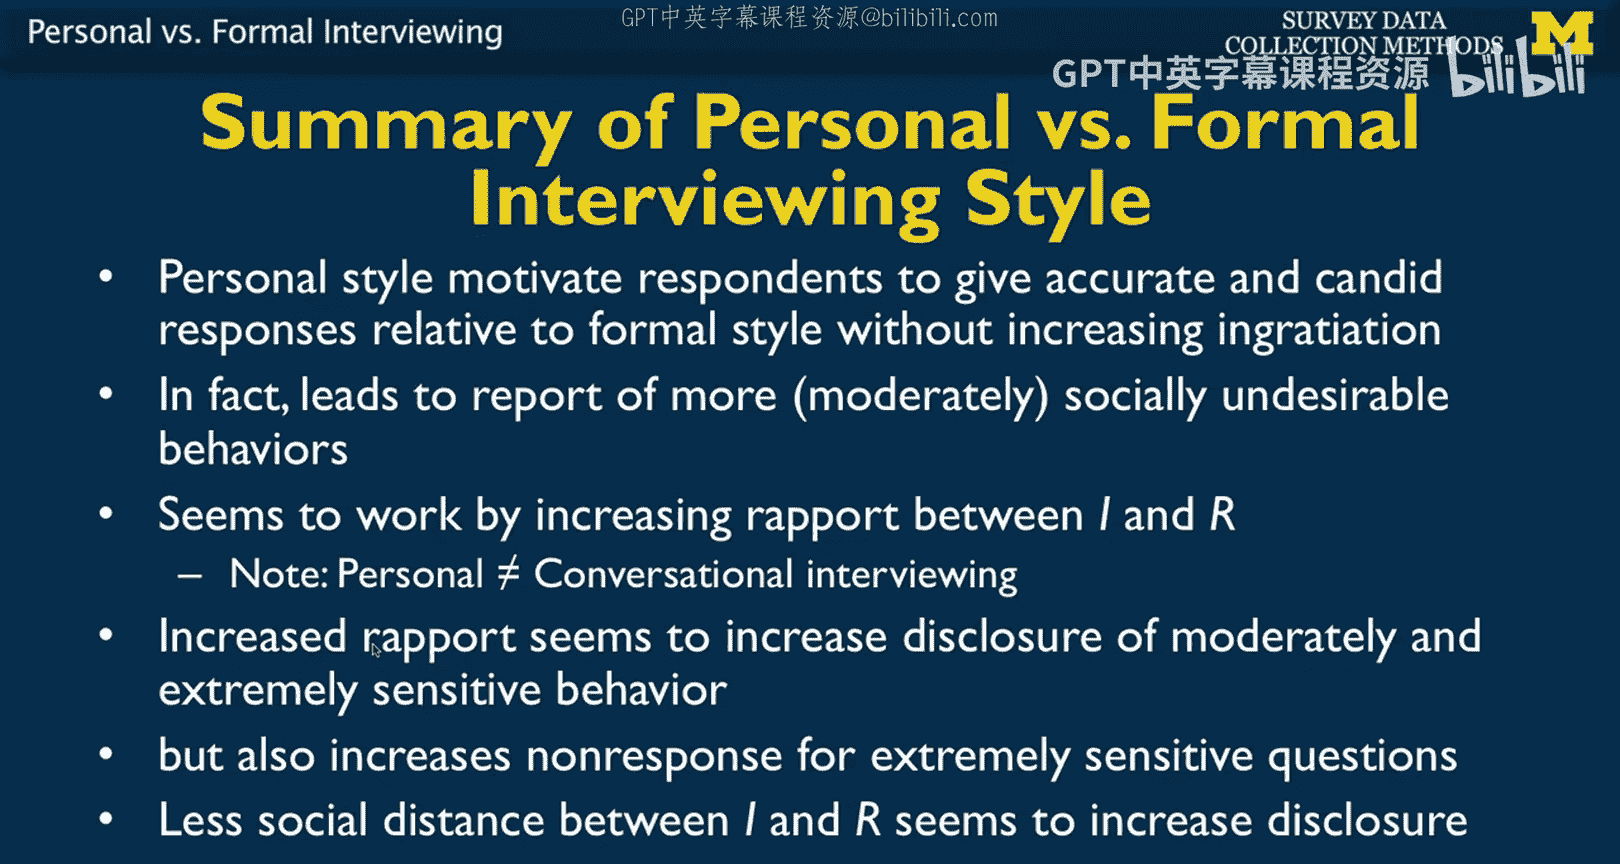 Personal vs. Formal Interviewing
GPT中英字幕课程资源@bilibili.com
SURVEY DATA
COLLECTION METHODS
M
GPT中英字幕课程资源 bilibili
Summary of Personal vs. Formal
Interviewing Style
• Personal style motivate respondents to give accurate and candid
responses relative to formal style without increasing ingratiation
• In fact, leads to report of more (moderately) socially undesirable
behaviors
• Seems to work by increasing rapport between I and R
– Note: Personal ≠ Conversational interviewing
• Increased rapport seems to increase disclosure of moderately and
extremely sensitive behavior
• but also increases nonresponse for extremely sensitive questions
• Less social distance between I and R seems to increase disclosure